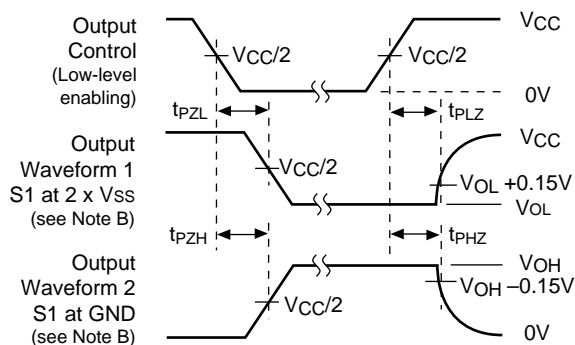 Output
Control
(Low-level
enabling)
VCC/2
VCC/2
VCC
0V
tPZL
tPLZ
Output
Waveform 1
S1 at 2 x VSS
(see Note B)
VCC/2
VCC
VOL +0.15V
VOL
tPZH
tPHZ
Output
Waveform 2
S1 at GND
(see Note B)
VCC/2
VOH
VOH –0.15V
0V